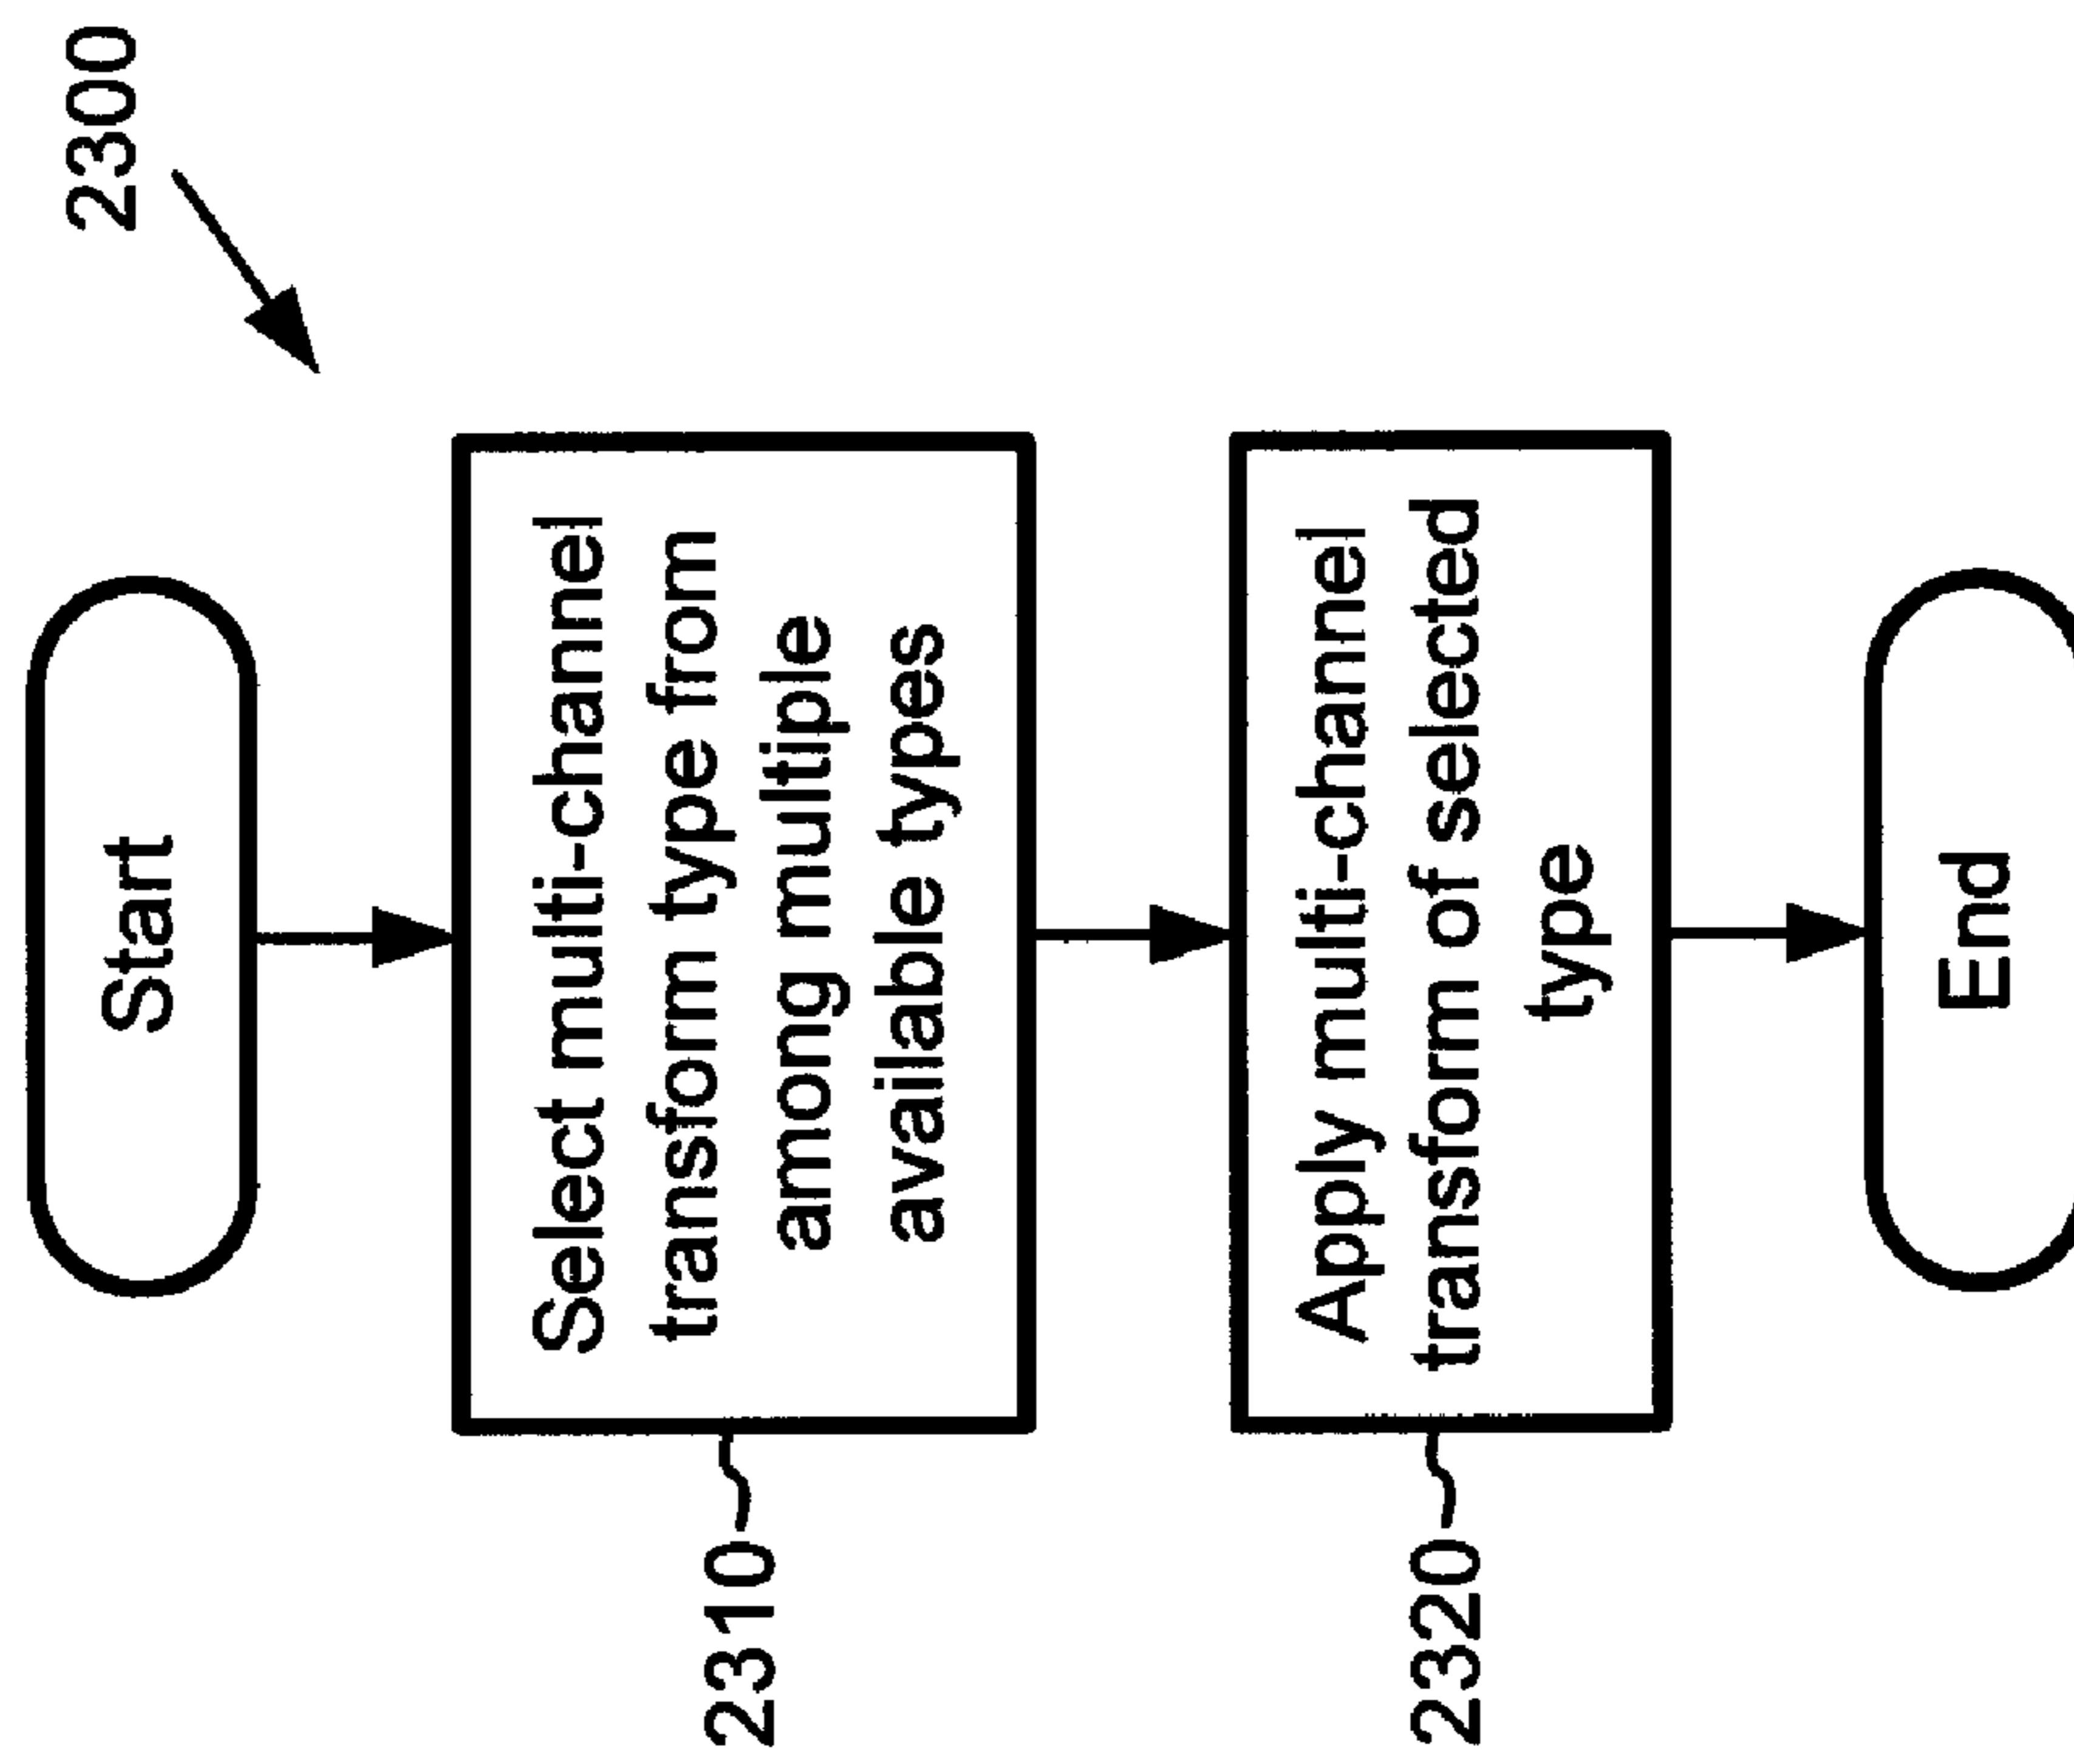 2300
Start
2310
Select multi-channel
transform type from
among multiple
available types
2320
Apply multi-channel
transform of selected
type
End